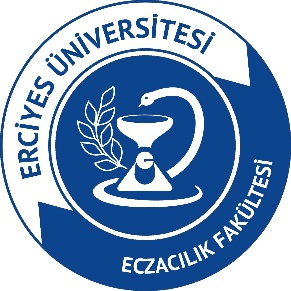 ERCİYES ÜNİVERSİTESİ
ECZACILIK FAKÜLTESİ